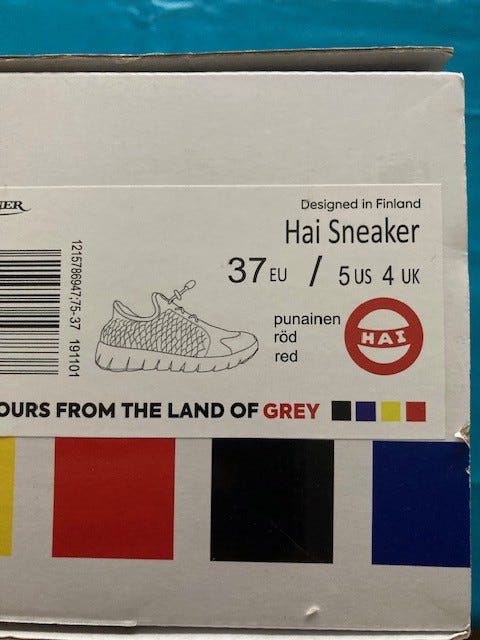 Designed in Finland
Hai Sneaker
37 EU / 5 US 4 UK
punainen
röd
red
HAI
1215786947;75-37 191101
OURS FROM THE LAND OF GREY